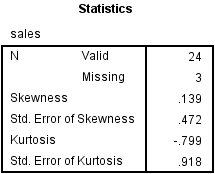 Statistics
sales
N Valid 24
Missing 3
Skewness .139
Std. Error of Skewness .472
Kurtosis -.799
Std. Error of Kurtosis .918